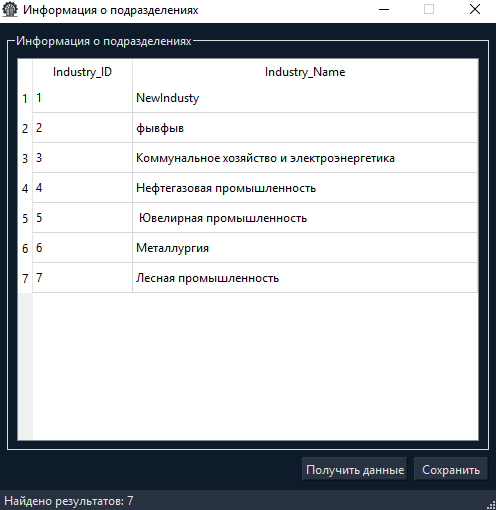 Информация о подразделениях
Информация о подразделениях
Industry_ID Industry_Name
1 1 NewIndusty
2 2 фывфыв
3 3 Коммунальное хозяйство и электроэнергетика
4 4 Нефтегазовая промышленность
5 5 Ювелирная промышленность
6 6 Металлургия
7 7 Лесная промышленность
Получить данные Сохранить
Найдено результатов: 7